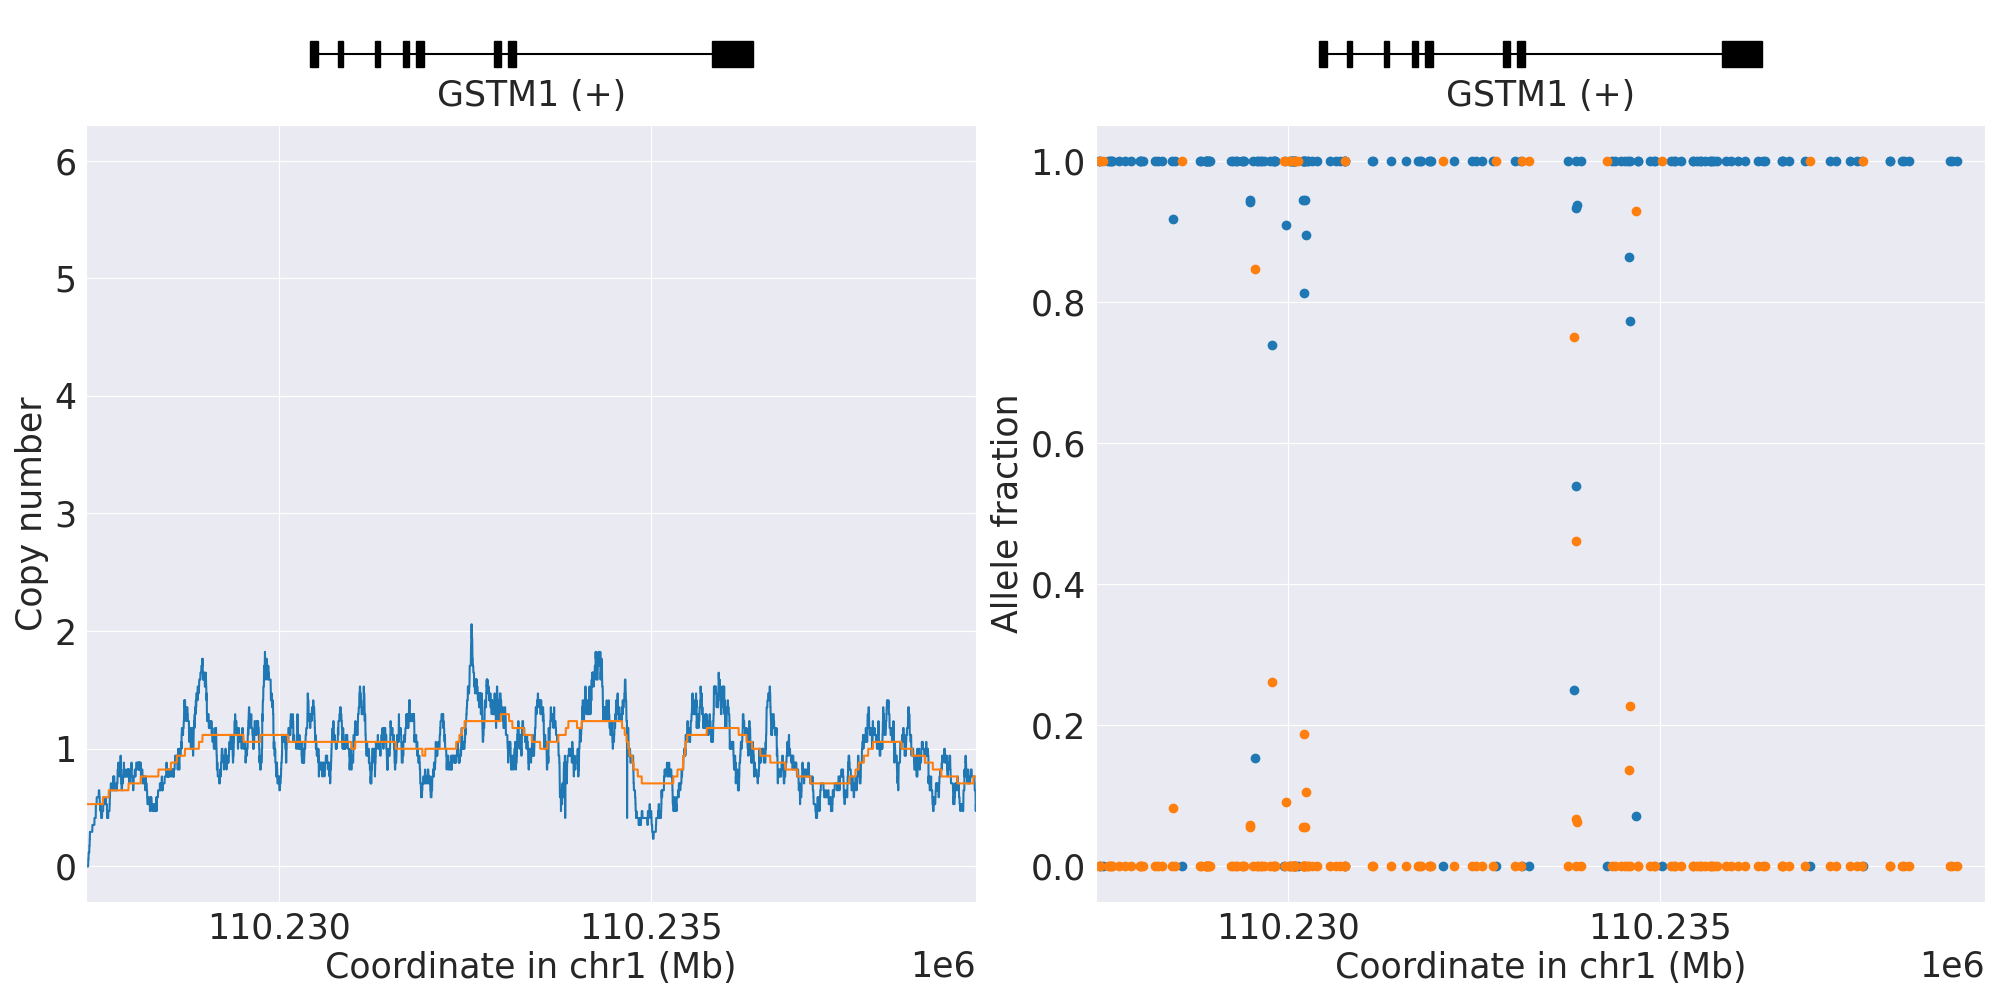 GSTM1 (+)
6
5
4
3
2
1
0
Copy number
110.230
110.235
Coordinate in chr1 (Mb)
1e6
GSTM1 (+)
1.0
0.8
0.6
0.4
0.2
0.0
Allele fraction
110.230
110.235
Coordinate in chr1 (Mb)
1e6